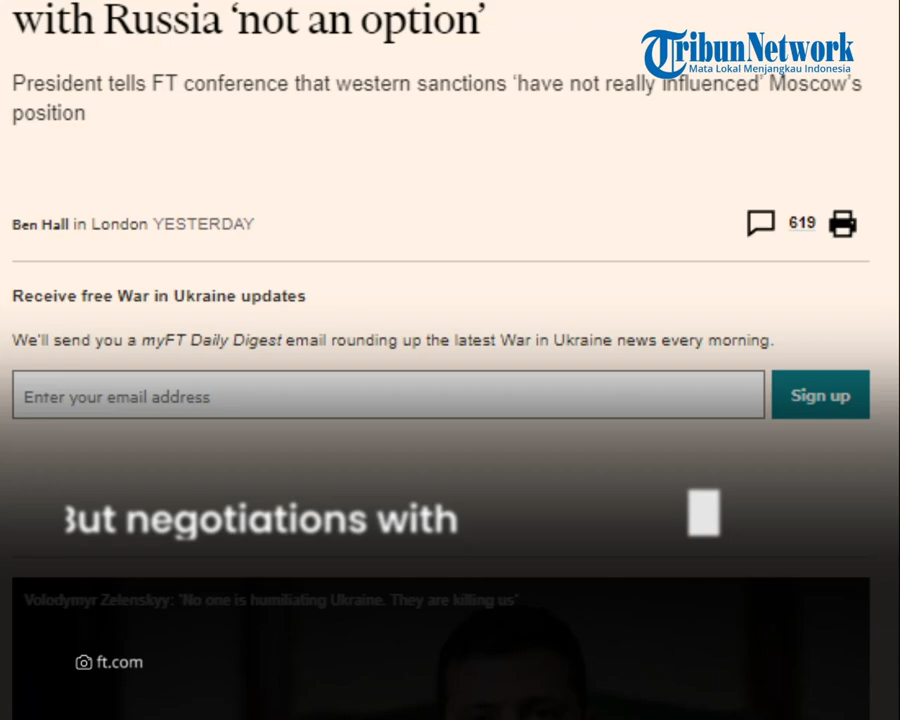 with Russia ‘not an option’
TribunNetwork
Mata Lokal Menjangkau Indonesia
President tells FT conference that western sanctions ‘have not really influenced’ Moscow’s
position
Ben Hall in London YESTERDAY
619
Receive free War in Ukraine updates
We'll send you a myFT Daily Digest email rounding up the latest War in Ukraine news every morning.
Enter your email address
Sign up
But negotiations with
Volodymyr Zelenskyy: ‘No one is humiliating Ukraine. They are killing us’
ft.com